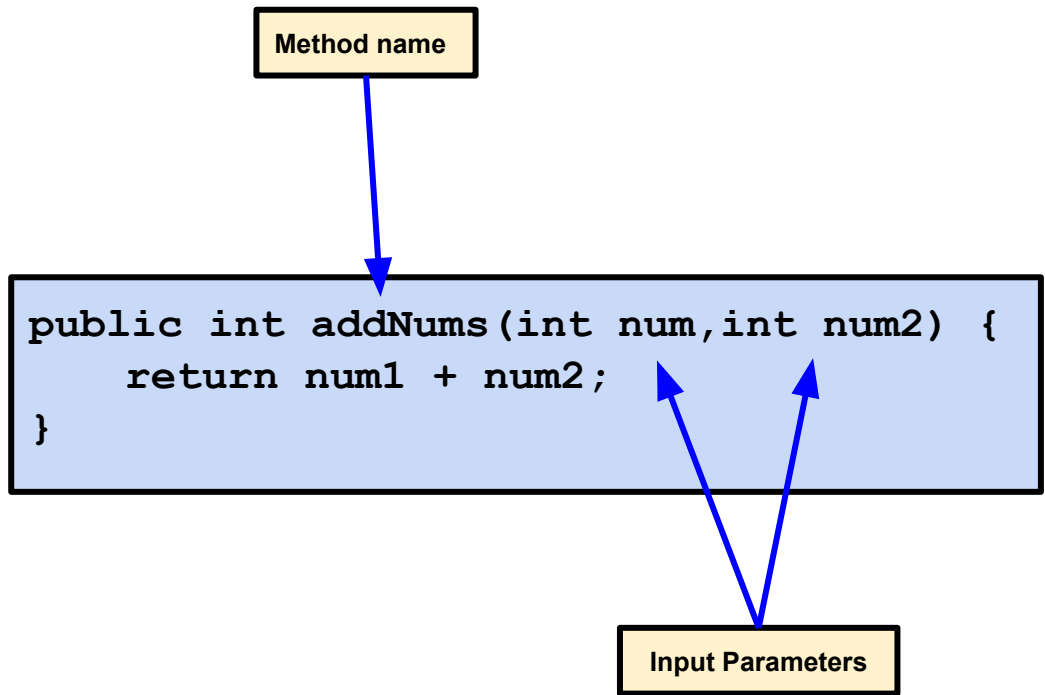 Method name
public int addNums(int num,int num2) {
return num1 + num2;
}
Input Parameters